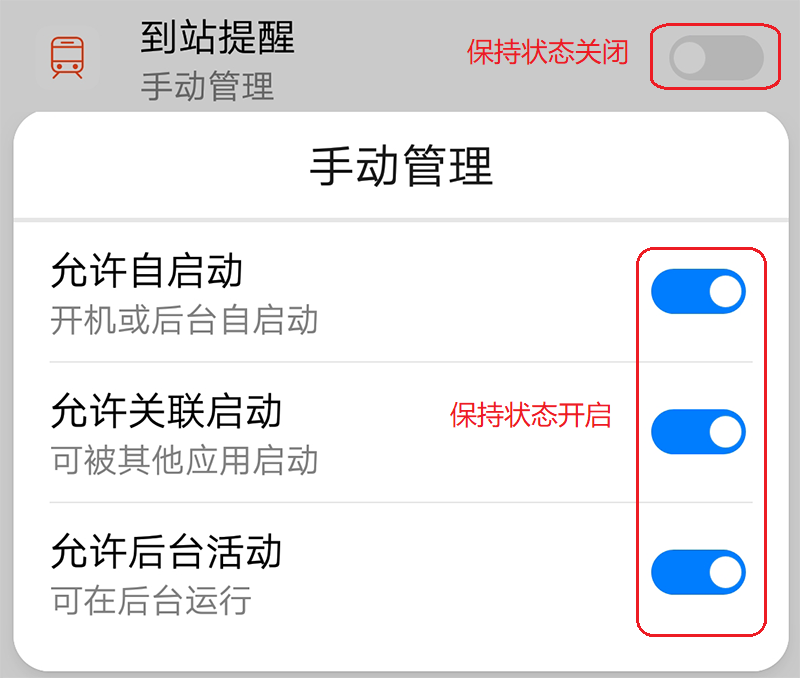 到站提醒
保持状态关闭
手动管理
手动管理
允许自启动
开机或后台自启动
允许关联启动
保持状态开启
可被其他应用启动
允许后台活动
可在后台运行